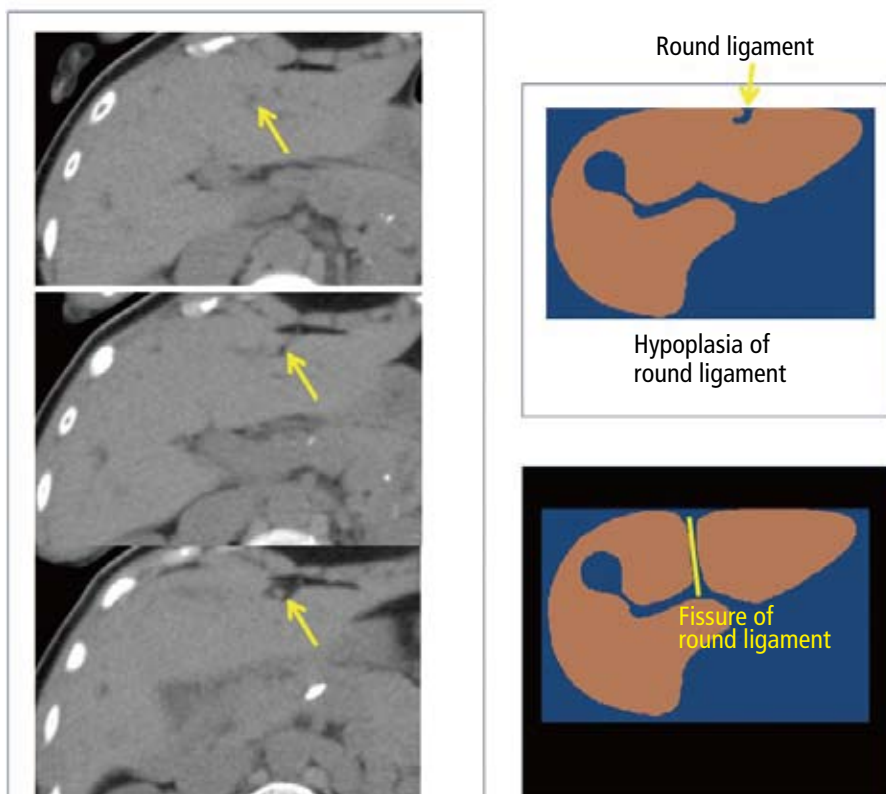 Round ligament
Hypoplasia of
round ligament
Fissure of
round ligament